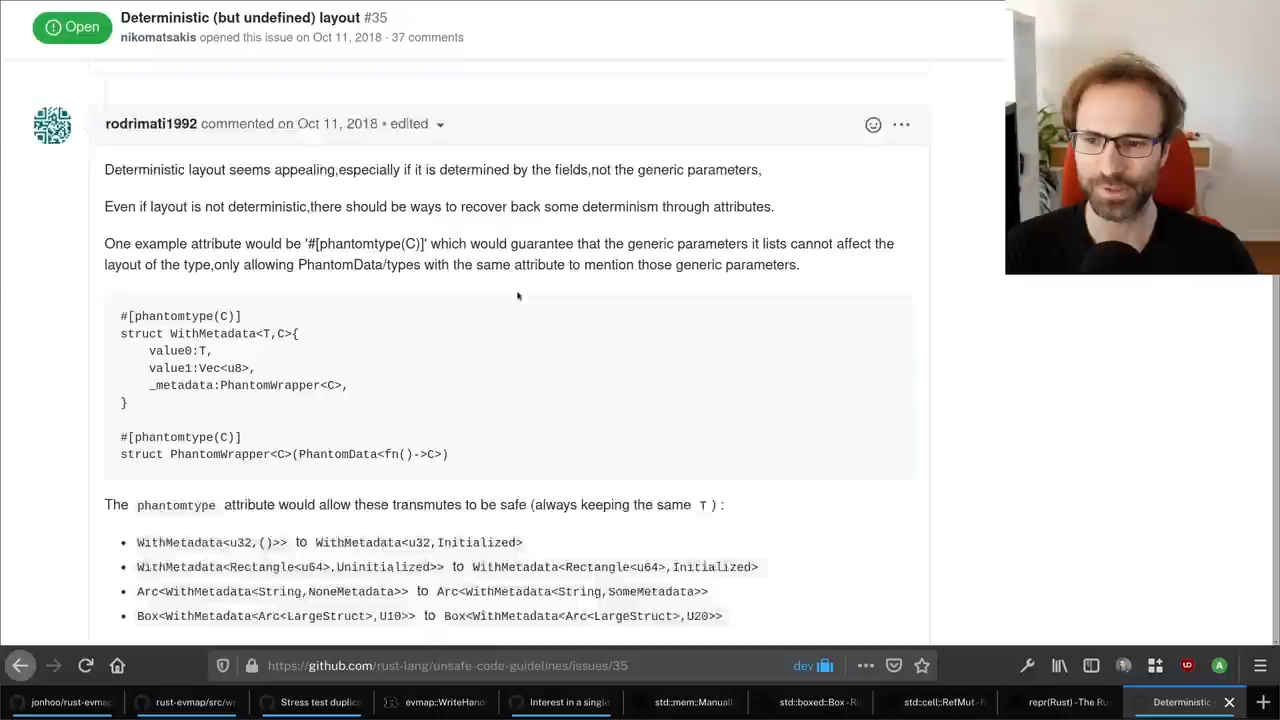 Open
Deterministic (but undefined) layout #35
nikomatsakis opened this issue on Oct 11, 2018 · 37 comments
rodrimati1992 commented on Oct 11, 2018 • edited
Deterministic layout seems appealing,especially if it is determined by the fields,not the generic parameters,
Even if layout is not deterministic,there should be ways to recover back some determinism through attributes.
One example attribute would be '#[phantomtype(C)]' which would guarantee that the generic parameters it lists cannot affect the
layout of the type,only allowing PhantomData/types with the same attribute to mention those generic parameters.
#[phantomtype(C)]
struct WithMetadata<T,C>{
    value0:T,
    value1:Vec<u8>,
    _metadata:PhantomWrapper<C>,
}
#[phantomtype(C)]
struct PhantomWrapper<C>(PhantomData<fn()->C>)
The phantomtype attribute would allow these transmutes to be safe (always keeping the same T ) :
• WithMetadata<u32,()>> to WithMetadata<u32,Initialized>
• WithMetadata<Rectangle<u64>,Uninitialized>> to WithMetadata<Rectangle<u64>,Initialized>
• Arc<WithMetadata<String,NoneMetadata>> to Arc<WithMetadata<String,SomeMetadata>>
• Box<WithMetadata<Arc<LargeStruct>,U10>> to Box<WithMetadata<Arc<LargeStruct>,U20>>
https://github.com/rust-lang/unsafe-code-guidelines/issues/35
dev
jonhoo/rust-evmap
rust-evmap/src/wr
Stress test duplic
evmap::WriteHand
Interest in a single
std::mem::Manuall
std::boxed::Box - R
std::cell::RefMut - R
repr(Rust) - The Ru
Deterministic